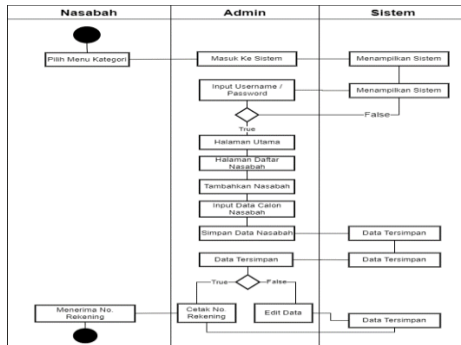 Nasabah
Admin
Sistem
Pilih Menu Kategori
Masuk Ke Sistem
Menampilkan Sistem
Input Username /
Password
Menampilkan Sistem
False
True
Halaman Utama
Halaman Daftar
Nasabah
Tambahkan Nasabah
Input Data Calon
Nasabah
Simpan Data Nasabah
Data Tersimpan
Data Tersimpan
Data Tersimpan
True
False
Menerima No.
Rekening
Cetak No.
Rekening
Edit Data
Data Tersimpan